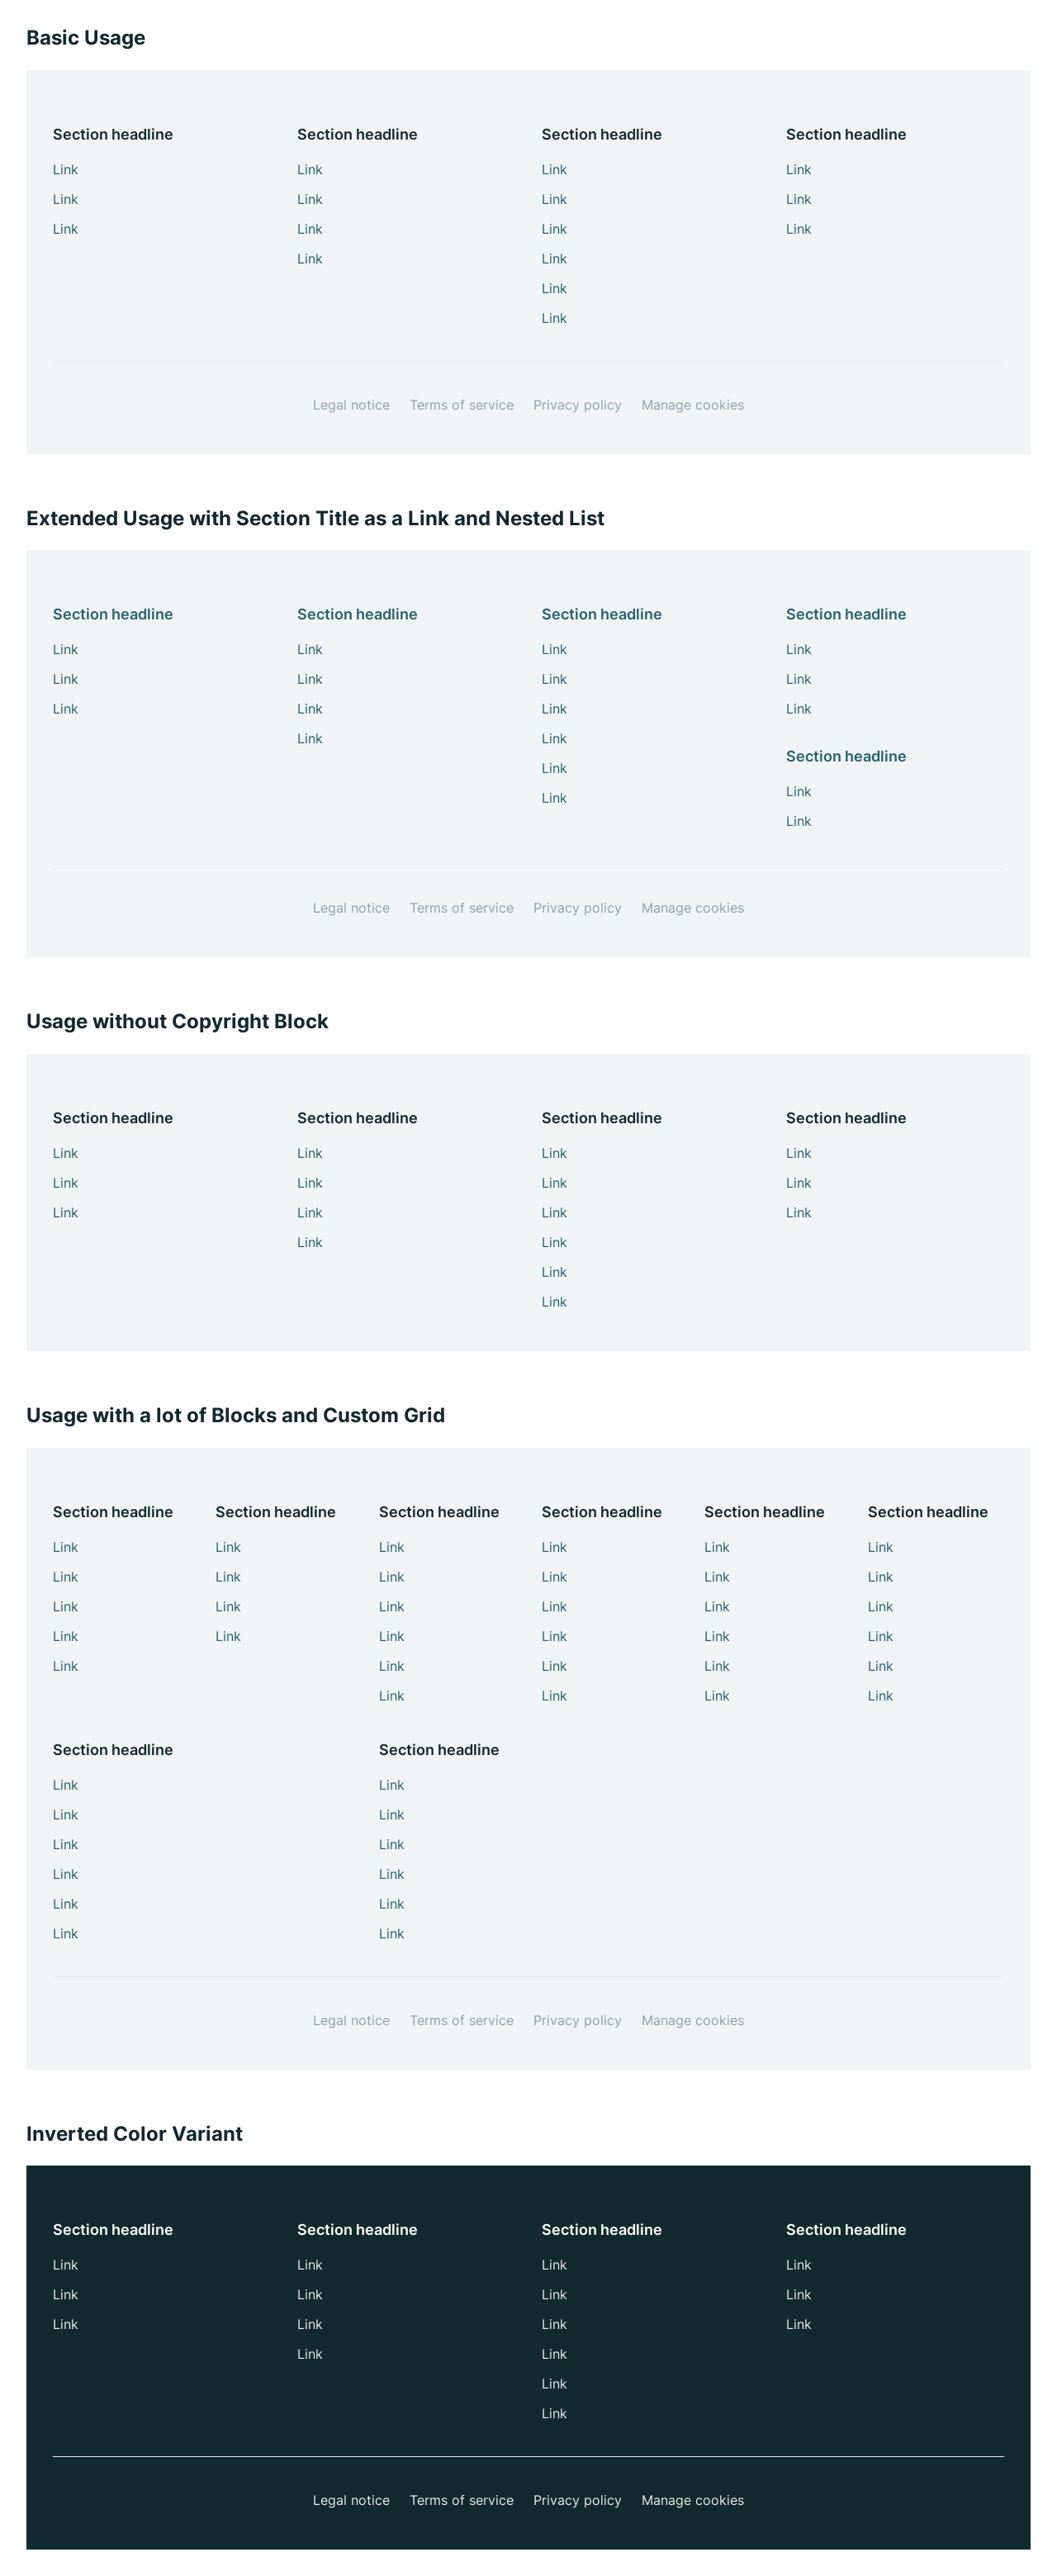 Basic Usage
Section headline Section headline Section headline Section headline
Link Link Link Link
Link Link Link Link
Link Link Link Link
Link Link
Link
Link
Legal notice Terms of service Privacy policy Manage cookies
Extended Usage with Section Title as a Link and Nested List
Section headline Section headline Section headline Section headline
Link Link Link Link
Link Link Link Link
Link Link Link Link
Link Link
Section headline
Link
Link
Link
Link
Legal notice Terms of service Privacy policy Manage cookies
Usage without Copyright Block
Section headline Section headline Section headline Section headline
Link Link Link Link
Link Link Link Link
Link Link Link Link
Link Link
Link
Link
Usage with a lot of Blocks and Custom Grid
Section headline Section headline Section headline Section headline Section headline Section headline
Link Link Link Link Link Link
Link Link Link Link Link Link
Link Link Link Link Link Link
Link Link Link Link Link Link
Link Link Link Link Link
Link Link Link Link
Section headline Section headline
Link Link
Link Link
Link Link
Link Link
Link Link
Link Link
Legal notice Terms of service Privacy policy Manage cookies
Inverted Color Variant
Section headline Section headline Section headline Section headline
Link Link Link Link
Link Link Link Link
Link Link Link Link
Link Link
Link
Link
Legal notice Terms of service Privacy policy Manage cookies